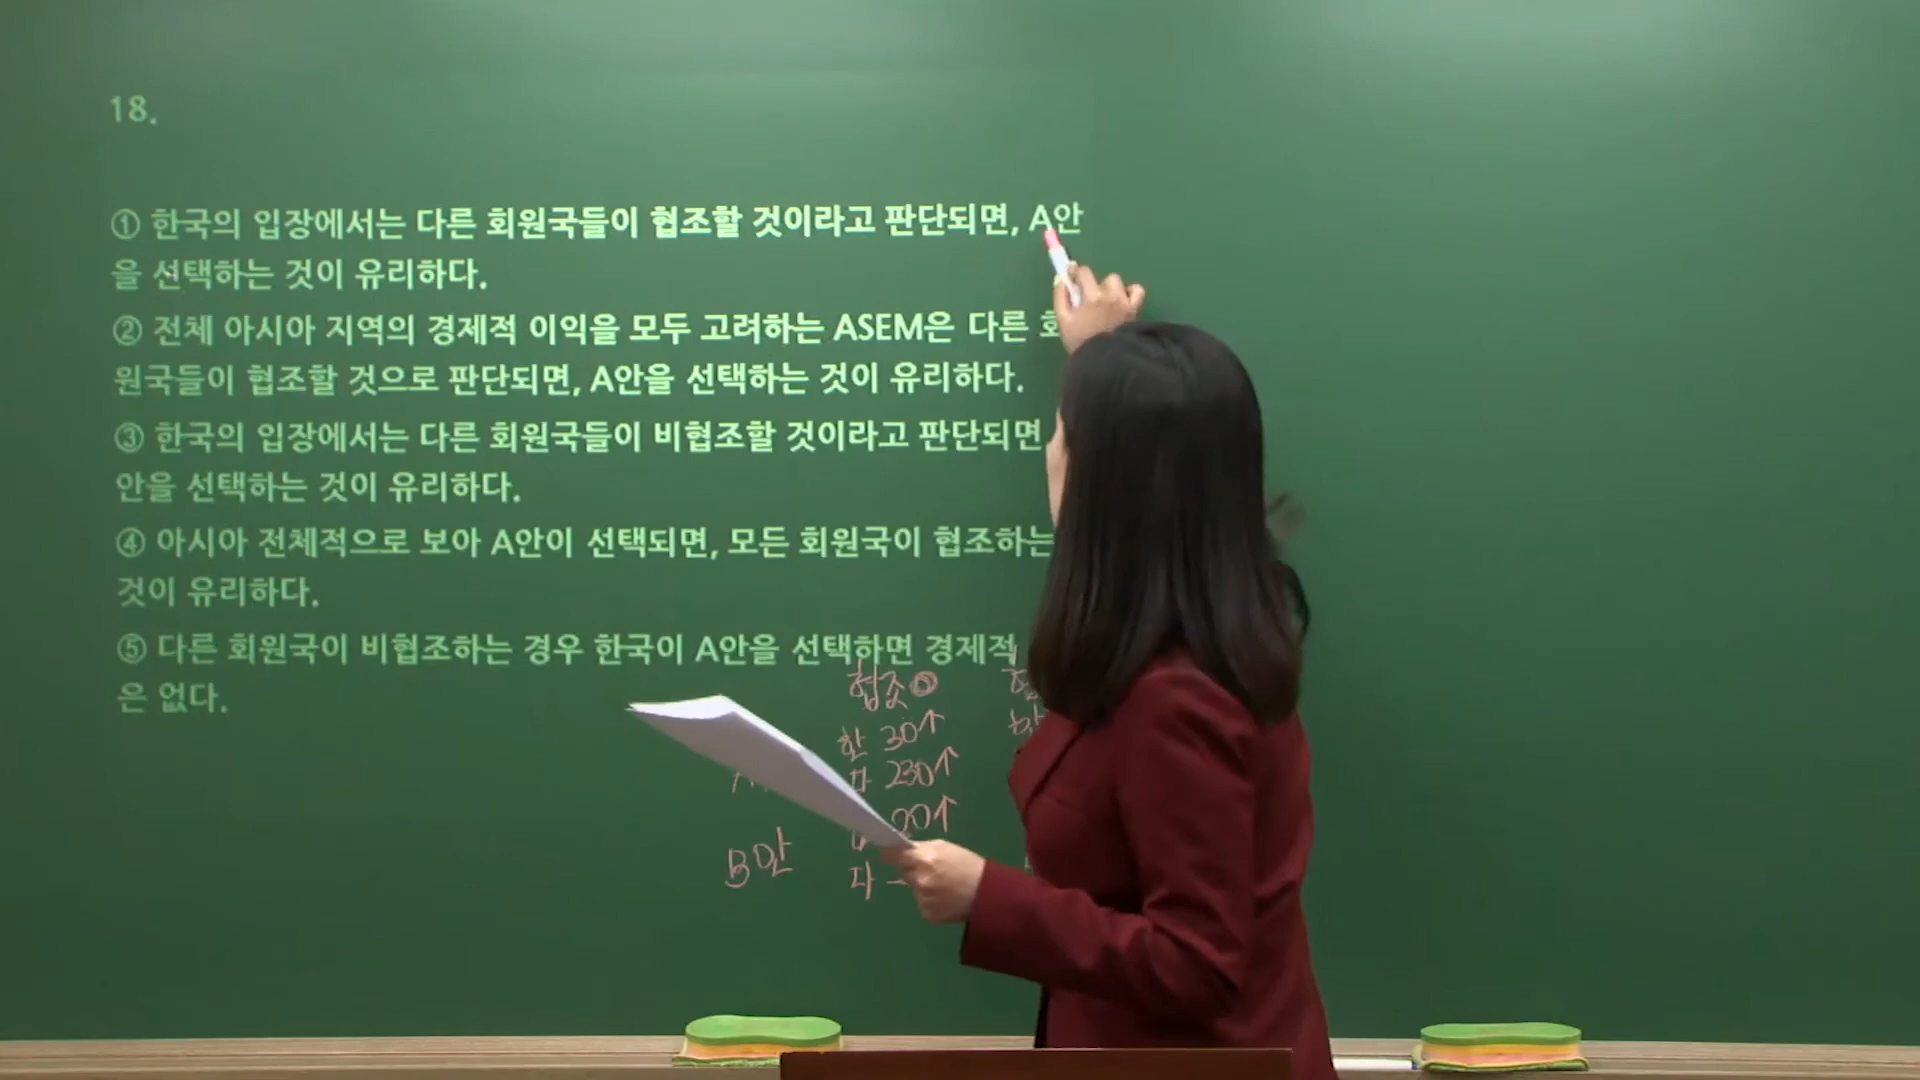 18.
① 한국의 입장에서는 다른 회원국들이 협조할 것이라고 판단되면, A안
을 선택하는 것이 유리하다.
② 전체 아시아 지역의 경제적 이익을 모두 고려하는 ASEM은 다른 회
원국들이 협조할 것으로 판단되면, A안을 선택하는 것이 유리하다.
③ 한국의 입장에서는 다른 회원국들이 비협조할 것이라고 판단되면
안을 선택하는 것이 유리하다.
④ 아시아 전체적으로 보아 A안이 선택되면, 모든 회원국이 협조하는
것이 유리하다.
⑤ 다른 회원국이 비협조하는 경우 한국이 A안을 선택하면 경제적
은 없다.
협조
한 30↑
230↑
00↑
B안 다